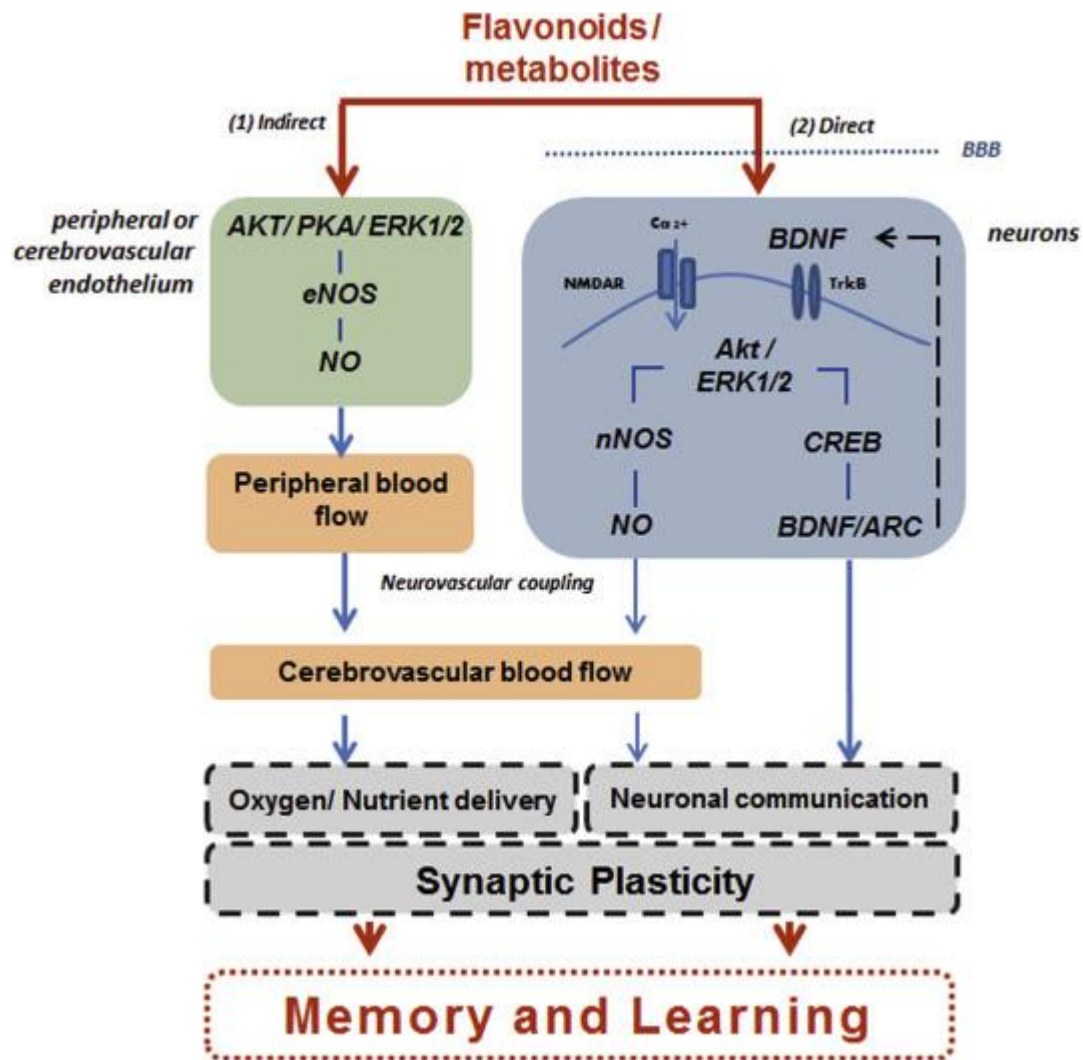 Flavonoids/
metabolites
(1) Indirect
(2) Direct
BBB
peripheral or
cerebrovascular
endothelium
AKT/ PKA/ ERK1/2
eNOS
NO
Ca 2+
NMDAR
BDNF
TrkB
neurons
Akt /
ERK1/2
nNOS
CREB
NO
BDNF/ARC
Peripheral blood
flow
Neurovascular coupling
Cerebrovascular blood flow
Oxygen/ Nutrient delivery
Neuronal communication
Synaptic Plasticity
Memory and Learning